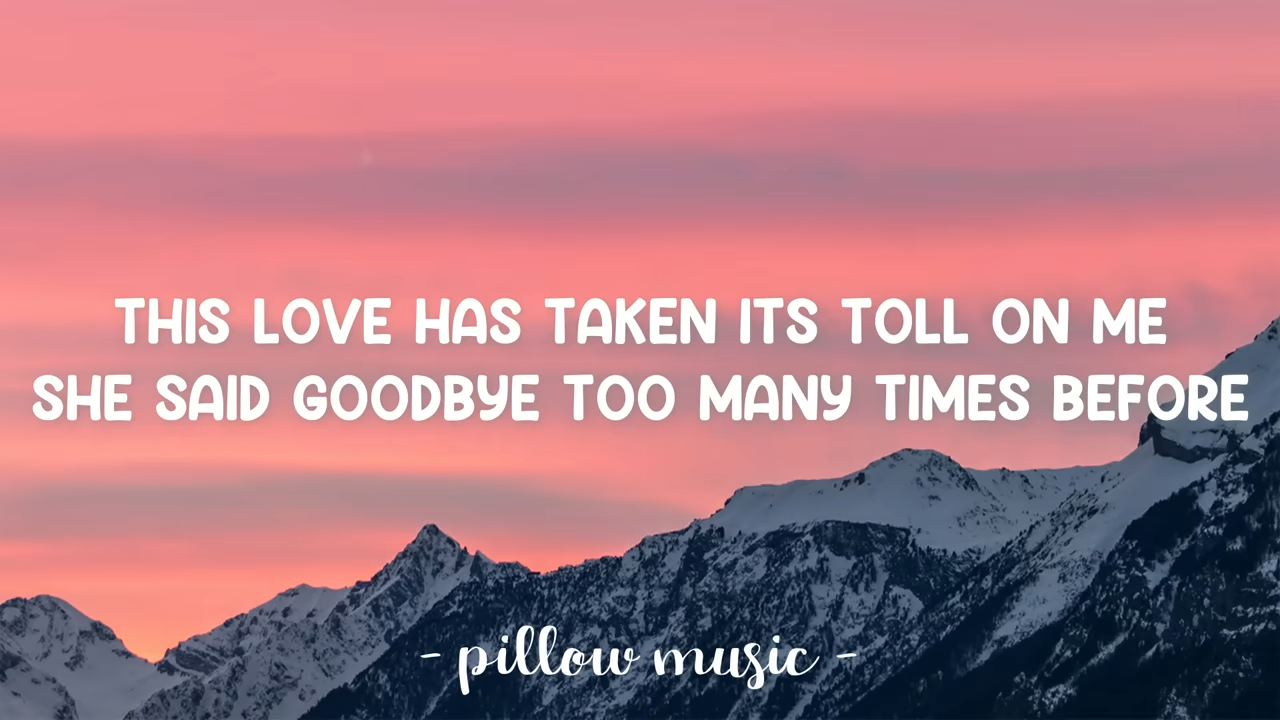 THIS LOVE HAS TAKEN ITS TOLL ON ME
SHE SAID GOODBYE TOO MANY TIMES BEFORE
- pillow music -